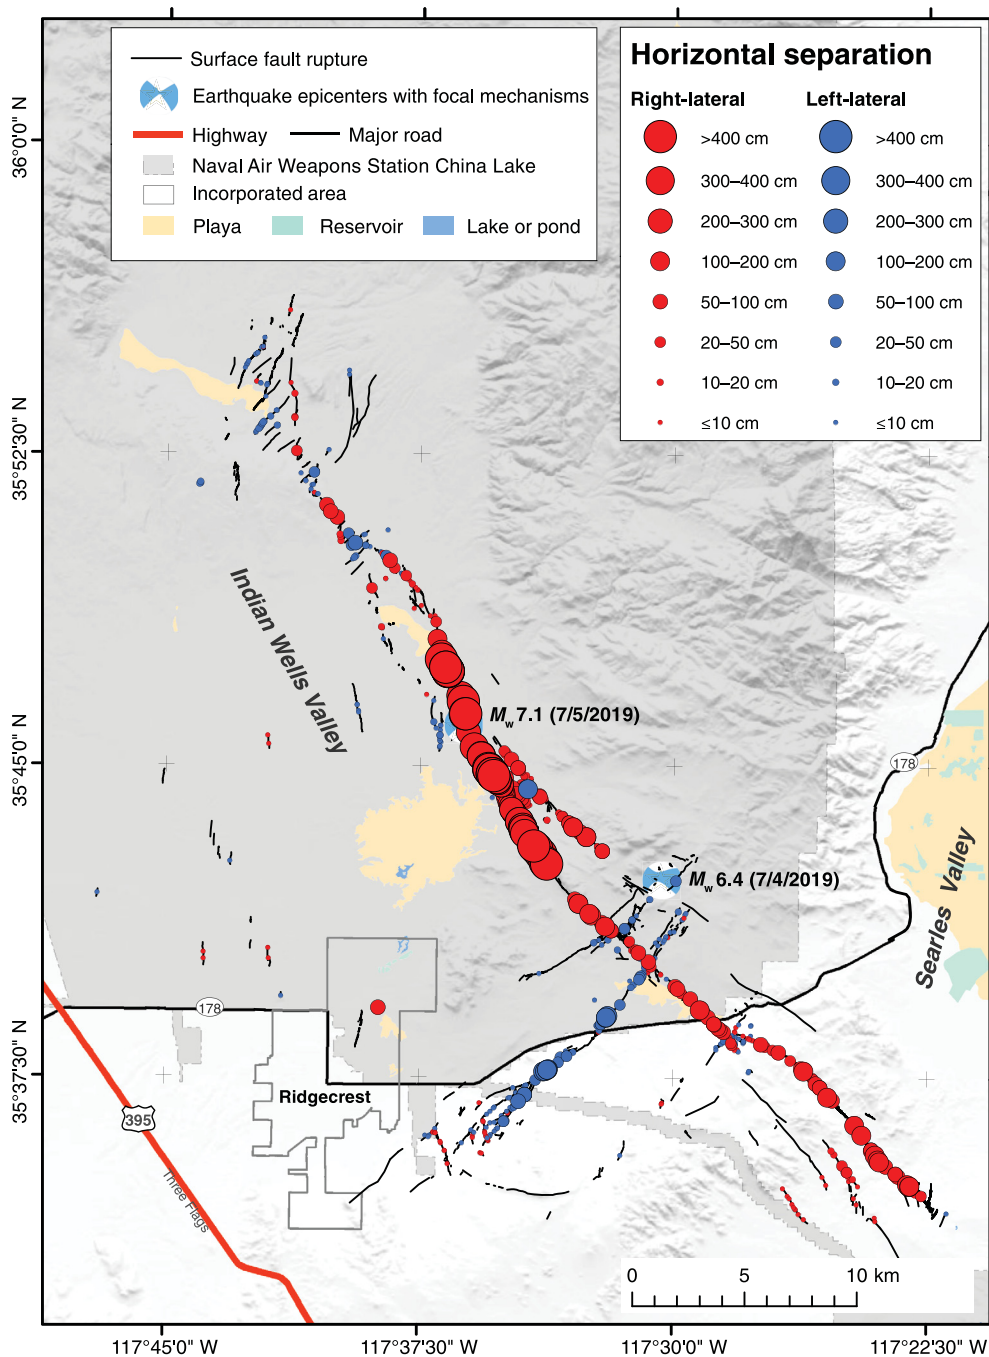 Surface fault rupture
Earthquake epicenters with focal mechanisms
Highway Major road
Naval Air Weapons Station China Lake
Incorporated area
Playa Reservoir Lake or pond
Horizontal separation
Right-lateral Left-lateral
>400 cm >400 cm
300–400 cm 300–400 cm
200–300 cm 200–300 cm
100–200 cm 100–200 cm
50–100 cm 50–100 cm
20–50 cm 20–50 cm
10–20 cm 10–20 cm
≤10 cm ≤10 cm
36°0'0" N
35°52'30" N
35°45'0" N
35°37'30" N
Indian Wells Valley
Mw 7.1 (7/5/2019)
178
Mw 6.4 (7/4/2019)
Searles Valley
178
Ridgecrest
395
Three Flags
0 5 10 km
117°45'0" W 117°37'30" W 117°30'0" W 117°22'30" W